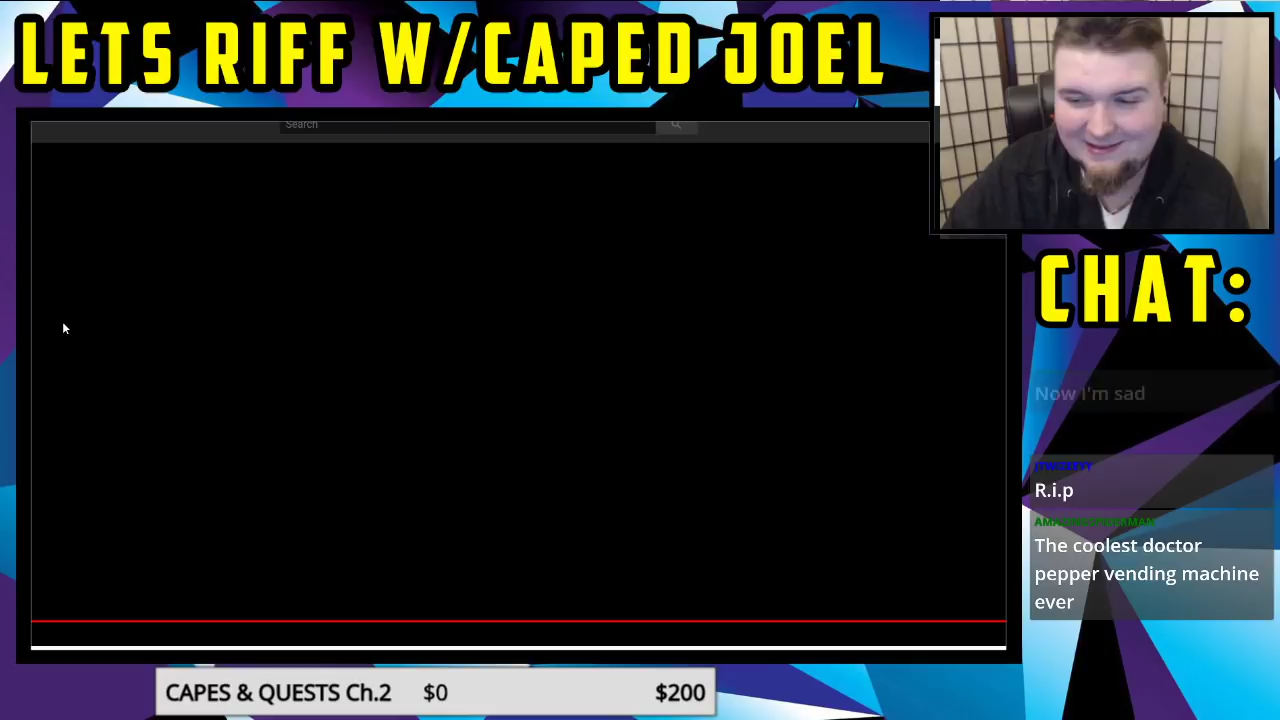 LETS RIFF W/CAPED JOEL
Search
CHAT:
Now I'm sad
R.i.p
The coolest doctor
pepper vending machine
ever
CAPES & QUESTS Ch.2 $0 $200